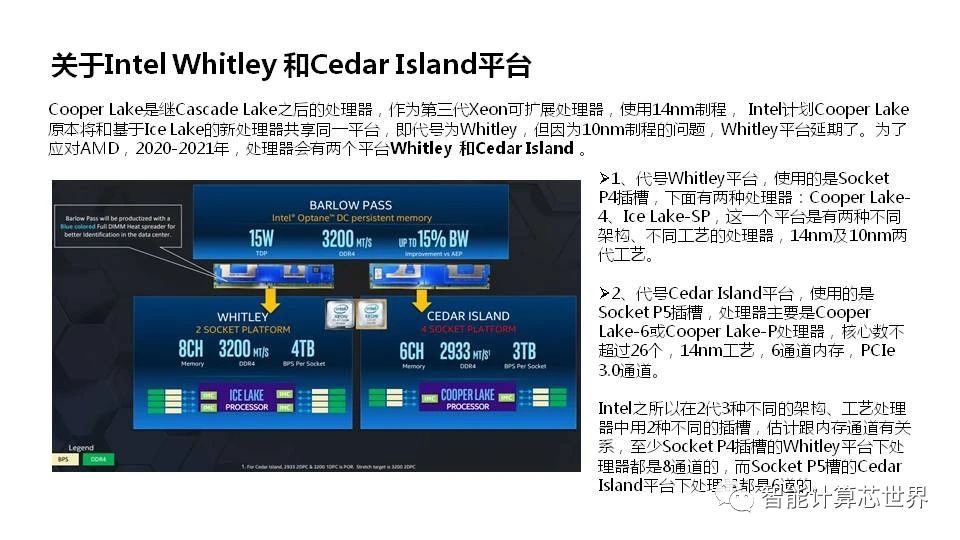 关于Intel Whitley 和Cedar Island平台
Cooper Lake是继Cascade Lake之后的处理器，作为第三代Xeon可扩展处理器，使用14nm制程， Intel计划Cooper Lake
原本将和基于Ice Lake的新处理器共享同一平台，即代号为Whitley，但因为10nm制程的问题，Whitley平台延期了。为了
应对AMD，2020-2021年，处理器会有两个平台Whitley 和Cedar Island 。
Barlow Pass will be productized with a
Blue colored Full DIMM Heat spreader for
better Identification in the data center.
BARLOW PASS
Intel® Optane™ DC persistent memory
15W 3200 MT/S UP TO 15% BW
TDP DDR4 Improvement vs AEP
WHITLEY
2 SOCKET PLATFORM
8CH 3200 MT/S 4TB
Memory DDR4 BPS Per Socket
IMC ICE LAKE IMC
IMC PROCESSOR IMC
CEDAR ISLAND
4 SOCKET PLATFORM
6CH 2933 MT/S¹ 3TB
Memory DDR4 BPS Per Socket
IMC COOPER LAKE IMC
PROCESSOR
Legend
BPS DDR4
1. For Cedar Island, 2933 2DPC & 3200 1DPC is POR. Stretch target is 3200 2DPC
➢1、代号Whitley平台，使用的是Socket
P4插槽，下面有两种处理器：Cooper Lake-
4、Ice Lake-SP，这一个平台是有两种不同
架构、不同工艺的处理器，14nm及10nm两
代工艺。
➢2、代号Cedar Island平台，使用的是
Socket P5插槽，处理器主要是Cooper
Lake-6或Cooper Lake-P处理器，核心数不
超过26个，14nm工艺，6通道内存，PCIe
3.0通道。
Intel之所以在2代3种不同的架构、工艺处理
器中用2种不同的插槽，估计跟内存通道有关
系，至少Socket P4插槽的Whitley平台下处
理器都是8通道的，而Socket P5槽的Cedar
Island平台下处理器都是6道的。
智能计算芯世界